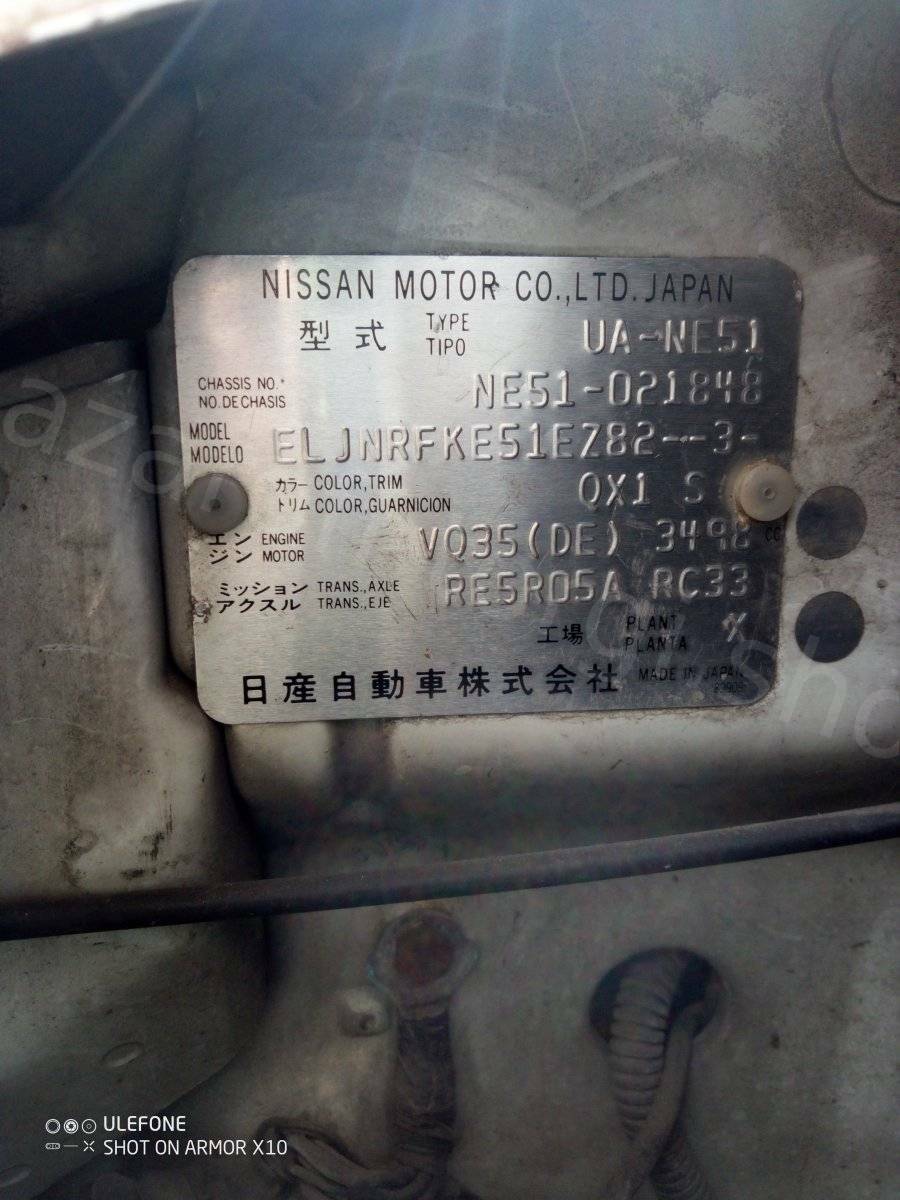 NISSAN MOTOR CO.,LTD. JAPAN
型式 TYPE TIPO UA-NE51
CHASSIS NO.*
NO. DE CHASIS
NE51-021848
MODEL
MODELO
ELJNRFKE51EZ82--3-
カラー COLOR,TRIM
トリム COLOR,GUARNICION
QX1 S
エン ENGINE
ジン MOTOR
VQ35(DE) 3498 CC
ミッション TRANS.,AXLE
アクスル TRANS.,EJE
RE5R05A RC33
工場 PLANT
PLANTA
X
日産自動車株式会社 MADE IN JAPAN
ULEFONE
SHOT ON ARMOR X10